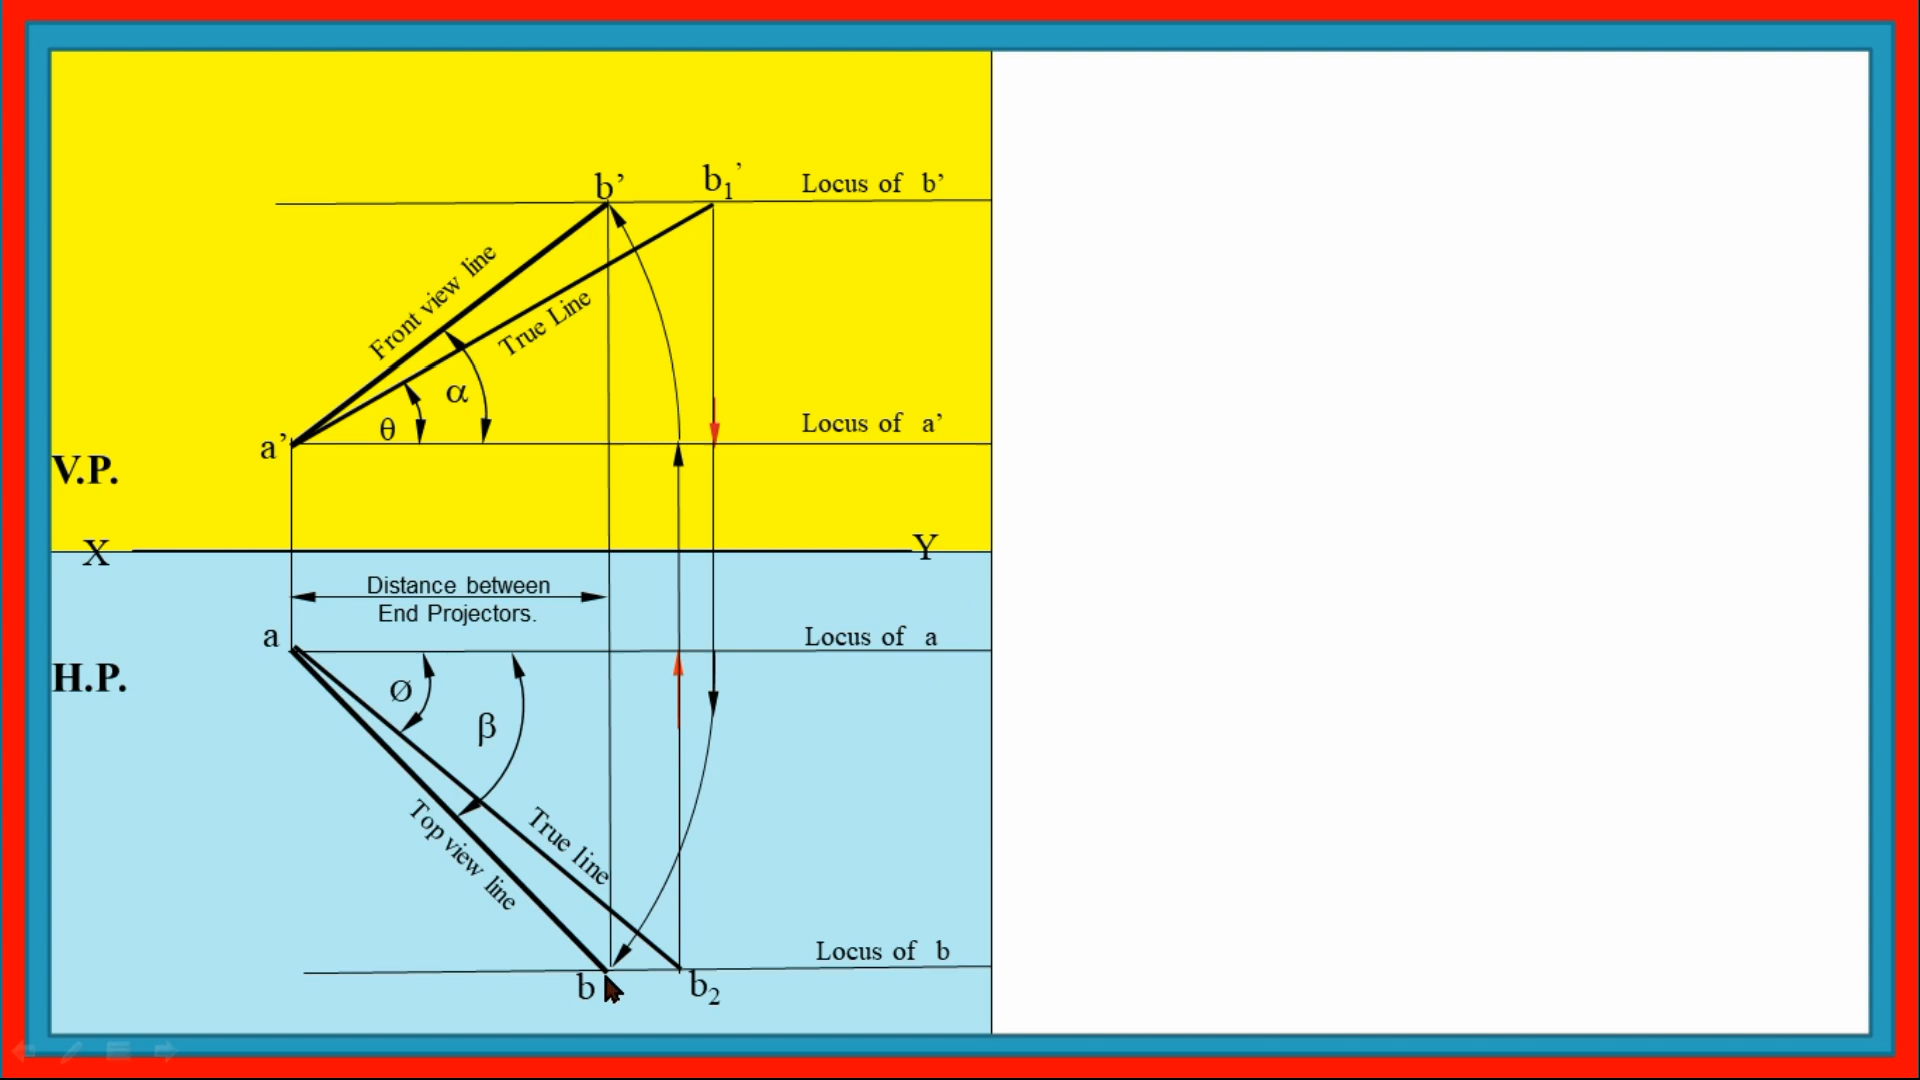 b’
b₁’
Locus of b’
Front view line
True Line
α
θ
Locus of a’
a’
V.P.
X
Y
Distance between
End Projectors.
a
Locus of a
H.P.
Ø
β
Top view line
True line
Locus of b
b
b₂